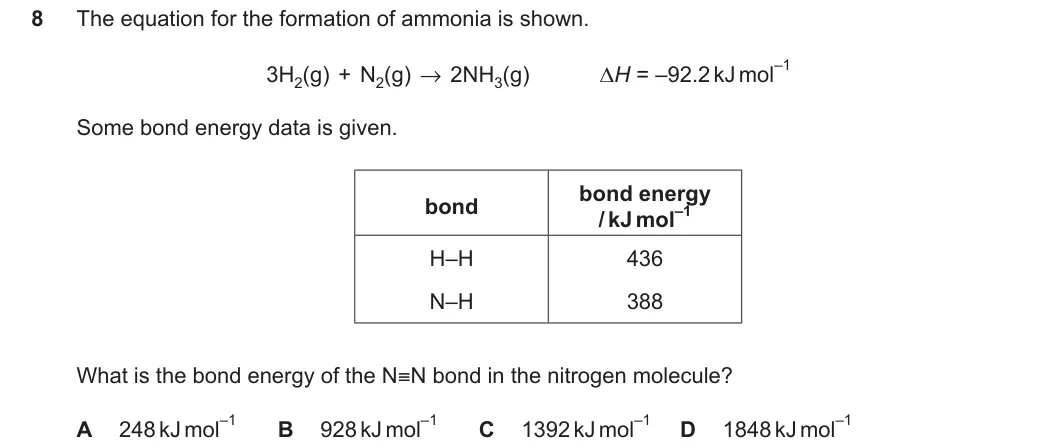 8 The equation for the formation of ammonia is shown.
3H₂(g) + N₂(g) → 2NH₃(g) ΔH = –92.2 kJ mol⁻¹
Some bond energy data is given.
bond bond energy / kJ mol⁻¹
H–H 436
N–H 388
What is the bond energy of the N≡N bond in the nitrogen molecule?
A 248 kJ mol⁻¹ B 928 kJ mol⁻¹ C 1392 kJ mol⁻¹ D 1848 kJ mol⁻¹